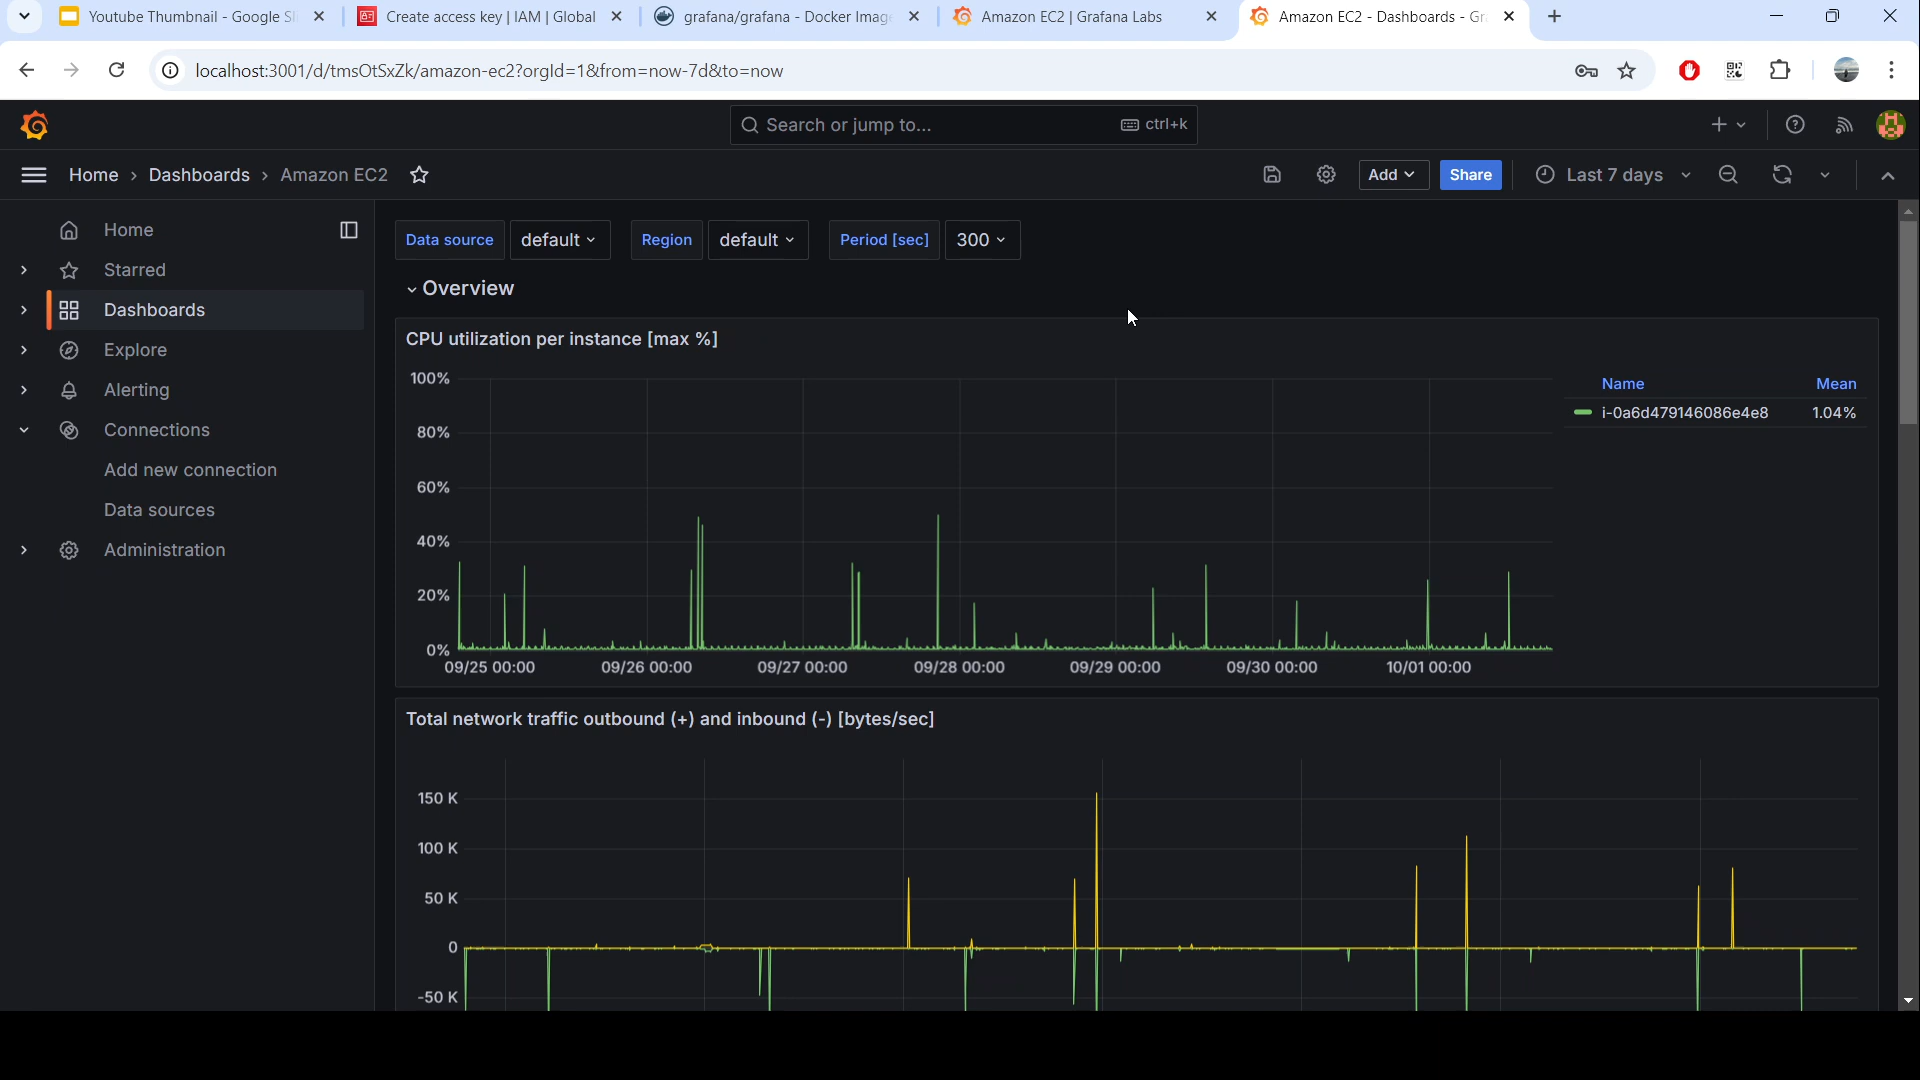 Youtube Thumbnail - Google Sl
Create access key | IAM | Global
grafana/grafana - Docker Image
Amazon EC2 | Grafana Labs
Amazon EC2 - Dashboards - Gr
localhost:3001/d/tmsOtSxZk/amazon-ec2?orgId=1&from=now-7d&to=now
Search or jump to...
ctrl+k
Home › Dashboards › Amazon EC2
Add
Share
Last 7 days
Home
Starred
Dashboards
Explore
Alerting
Connections
Add new connection
Data sources
Administration
Data source default
Region default
Period [sec] 300
Overview
CPU utilization per instance [max %]
100%
80%
60%
40%
20%
0%
09/25 00:00 09/26 00:00 09/27 00:00 09/28 00:00 09/29 00:00 09/30 00:00 10/01 00:00
Name Mean
i-0a6d479146086e4e8 1.04%
Total network traffic outbound (+) and inbound (-) [bytes/sec]
150 K
100 K
50 K
0
-50 K